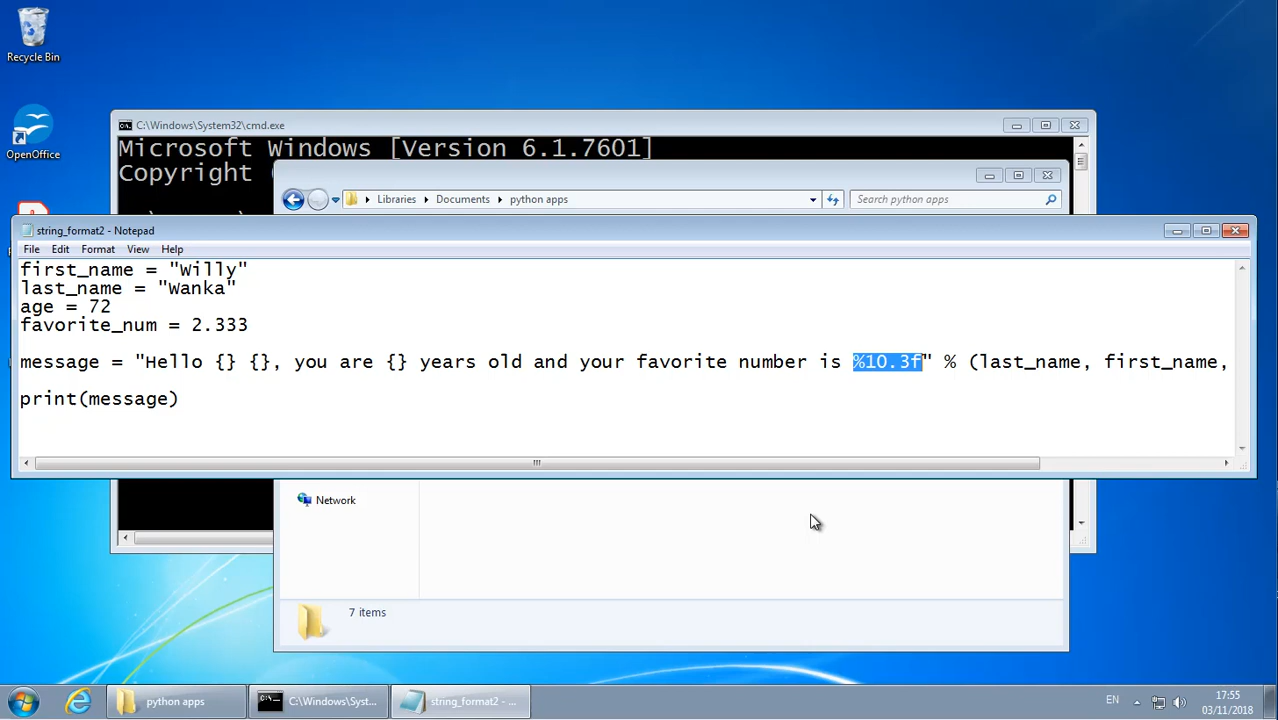 Recycle Bin
OpenOffice
C:\Windows\System32\cmd.exe
Microsoft Windows [Version 6.1.7601]
Copyright
Libraries Documents python apps
Search python apps
string_format2 - Notepad
File Edit Format View Help
first_name = "Willy"
last_name = "Wanka"
age = 72
favorite_num = 2.333
message = "Hello {} {}, you are {} years old and your favorite number is %10.3f" % (last_name, first_name,
print(message)
Network
7 items
python apps
C:\Windows\Syst...
string_format2 - ...
EN
17:55
03/11/2018